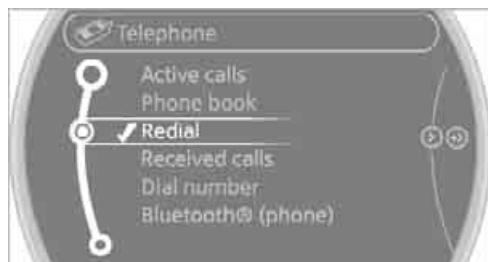 Telephone
Active calls
Phone book
Redial
Received calls
Dial number
Bluetooth® (phone)